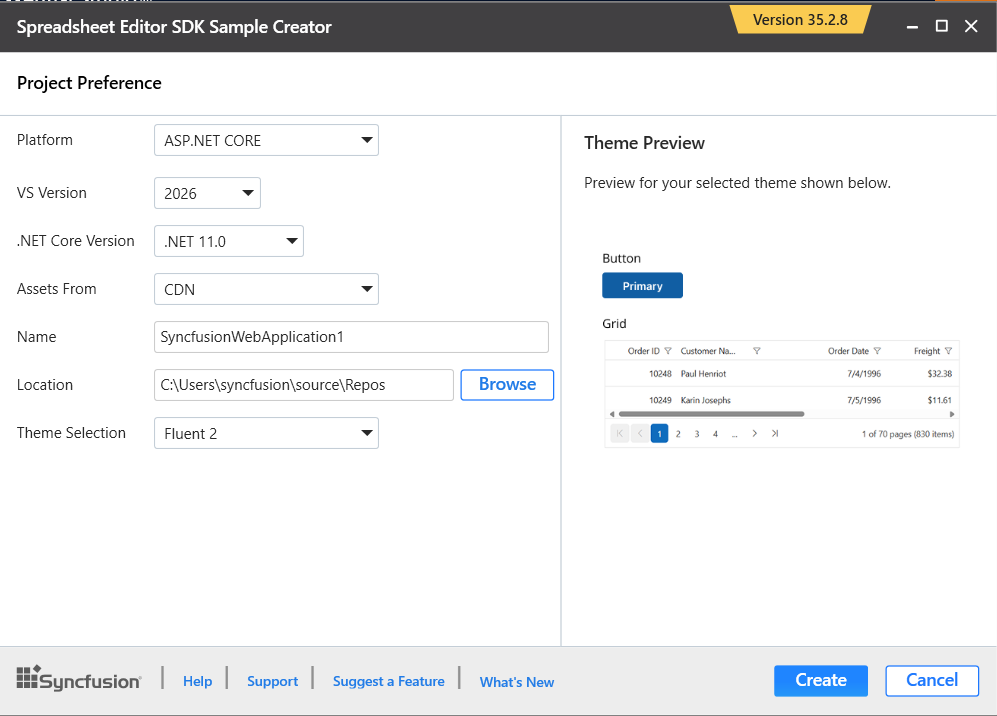 Spreadsheet Editor SDK Sample Creator
Version 35.2.8
Project Preference
Platform
ASP.NET CORE
VS Version
2026
.NET Core Version
.NET 11.0
Assets From
CDN
Name
SyncfusionWebApplication1
Location
C:\Users\syncfusion\source\Repos
Browse
Theme Selection
Fluent 2
Theme Preview
Preview for your selected theme shown below.
Button
Primary
Grid
Order ID Customer Na... Order Date Freight
10248 Paul Henriot 7/4/1996 $32.38
10249 Karin Josephs 7/5/1996 $11.61
1 2 3 4 ... 1 of 70 pages (830 items)
Syncfusion
Help
Support
Suggest a Feature
What's New
Create
Cancel